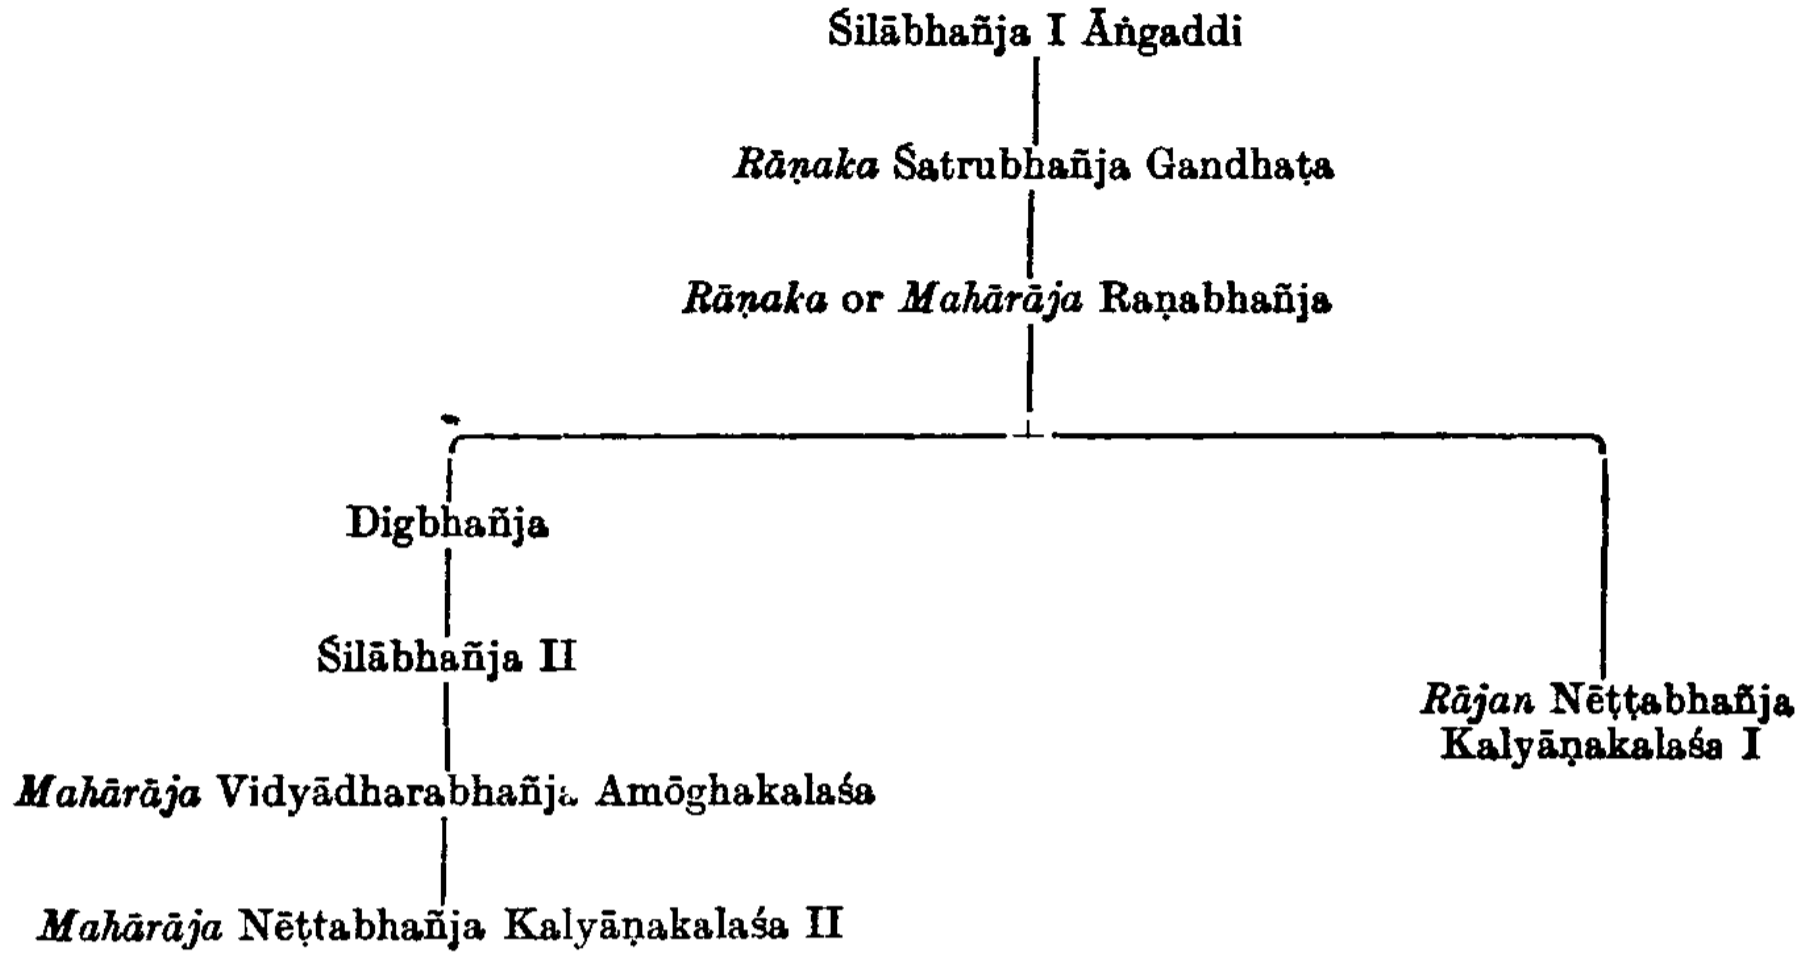 Śilābhañja I Āṅgaddi
Rāṇaka Śatrubhañja Gandhaṭa
Rāṇaka or Mahārāja Raṇabhañja
Digbhañja
Śilābhañja II
Rājan Nēṭṭabhañja
Kalyāṇakalaśa I
Mahārāja Vidyādharabhañja Amōghakalaśa
Mahārāja Nēṭṭabhañja Kalyāṇakalaśa II